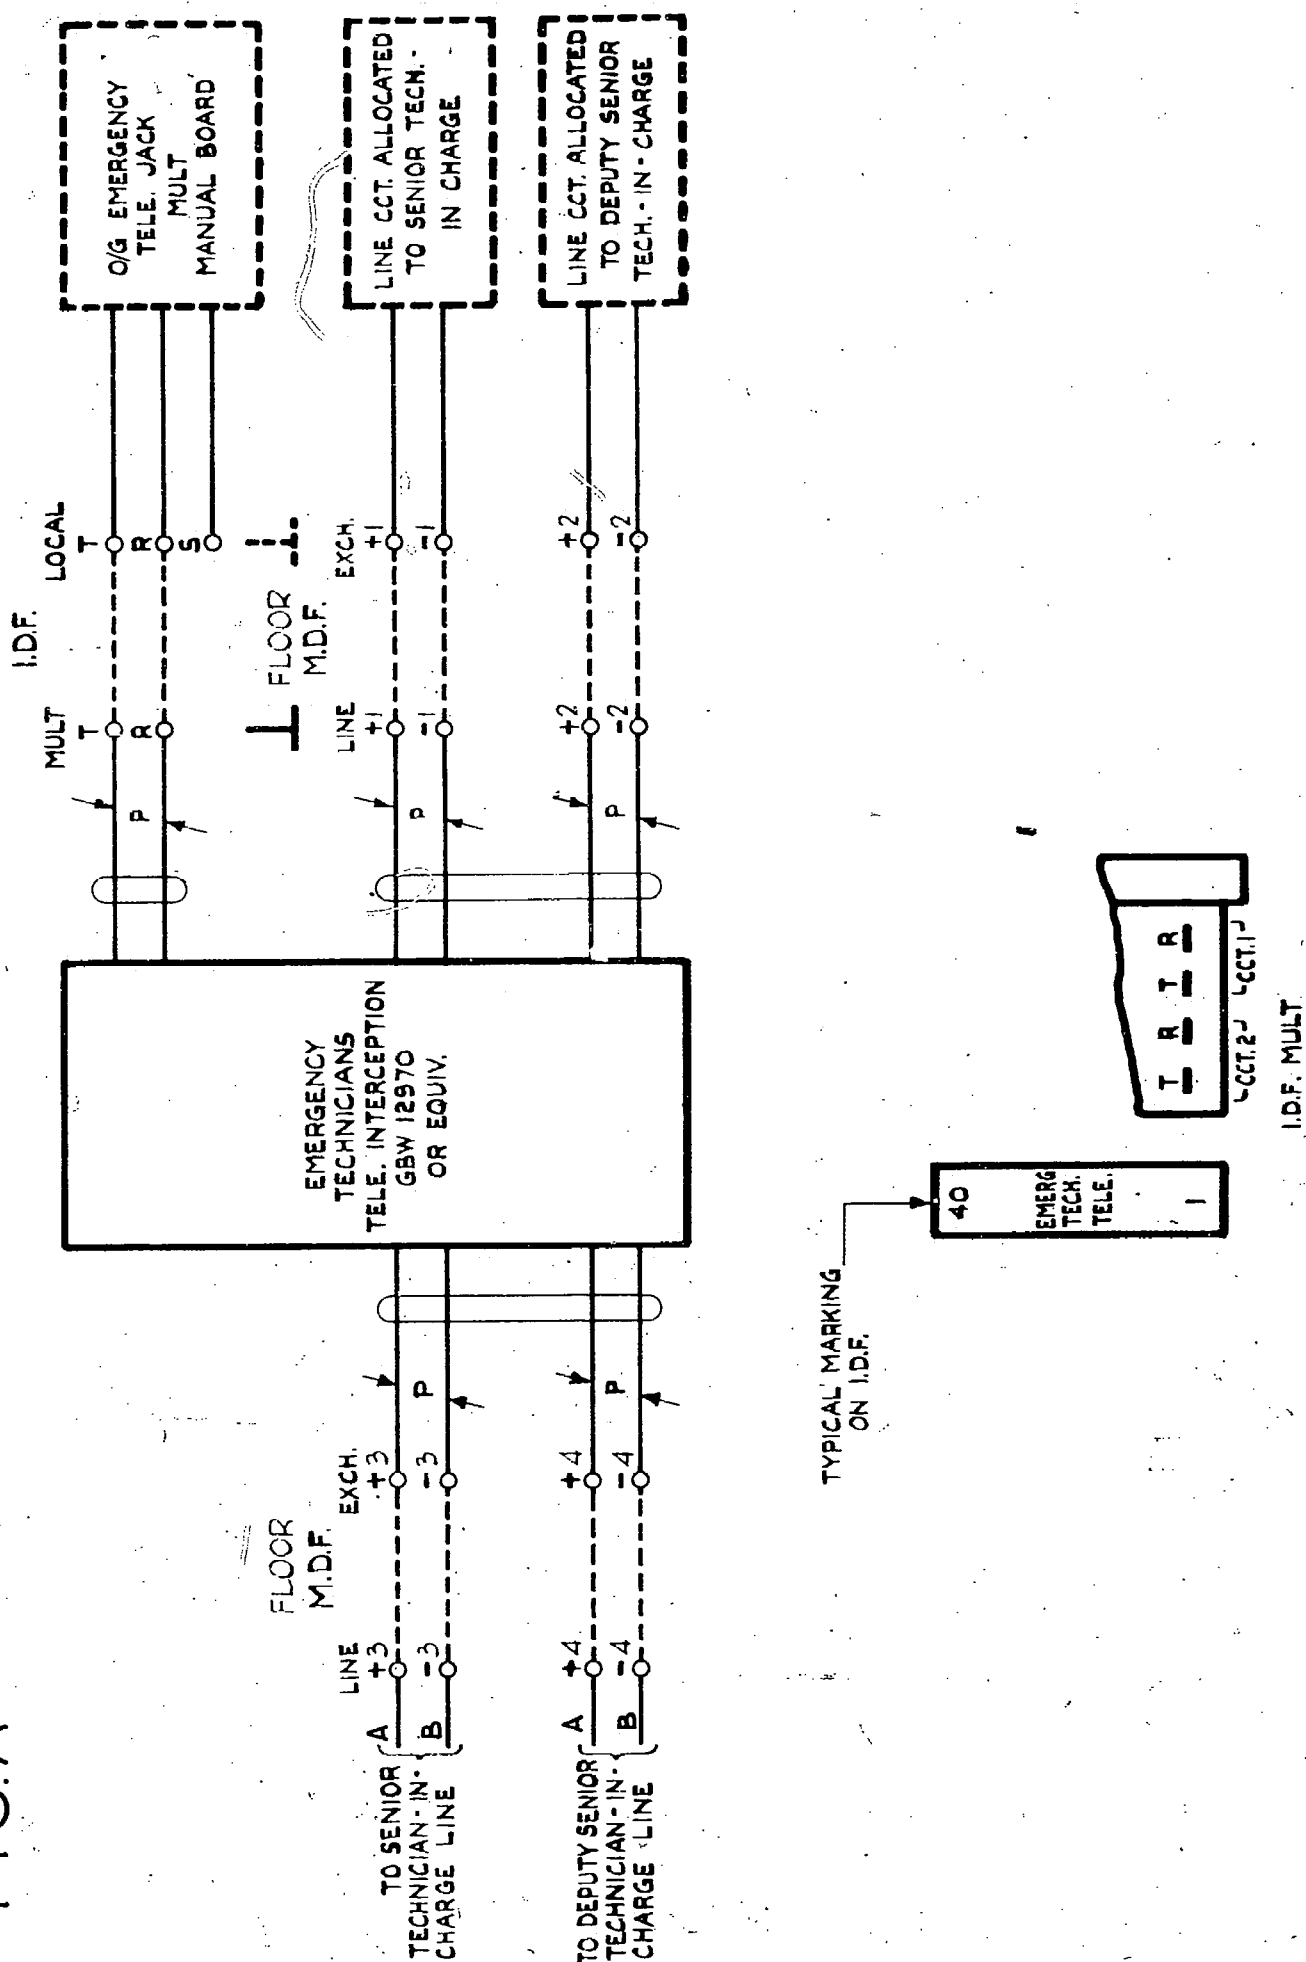 I.D.F.
MULT
LOCAL
T
T
R
R
S
O/G EMERGENCY
TELE. JACK
MULT
MANUAL BOARD
P
FLOOR
M.D.F.
LINE
EXCH.
+1
+1
-1
-1
P
LINE CCT. ALLOCATED
TO SENIOR TECH.-
IN CHARGE
+2
+2
-2
-2
P
LINE CCT. ALLOCATED
TO DEPUTY SENIOR
TECH.-IN-CHARGE
EMERGENCY
TECHNICIANS
TELE. INTERCEPTION
GBW 12970
OR EQUIV.
FLOOR
M.D.F.
LINE
EXCH.
+3
+3
-3
-3
P
A
B
TO SENIOR
TECHNICIAN-IN-
CHARGE LINE
+4
+4
-4
-4
P
A
B
TO DEPUTY SENIOR
TECHNICIAN-IN-
CHARGE LINE
TYPICAL MARKING
ON I.D.F.
40
EMERG
TECH.
TELE.
1
T R T R
CCT.2 CCT.1
I.D.F. MULT